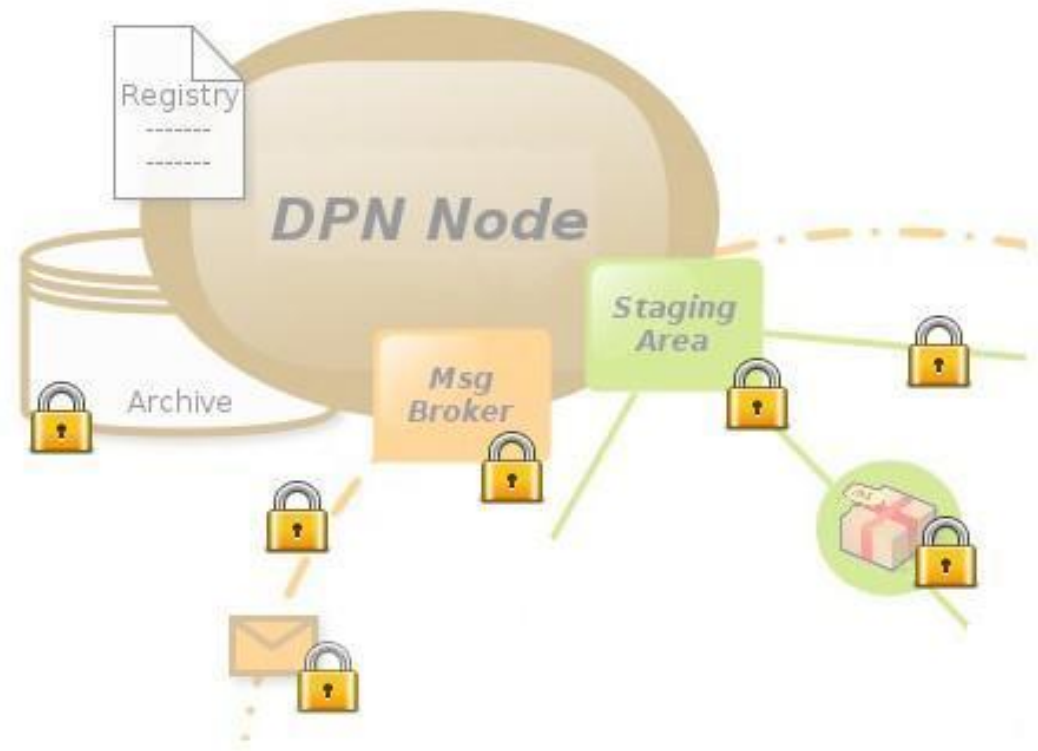 Registry
-------
-------
DPN Node
Staging
Area
Msg
Broker
Archive